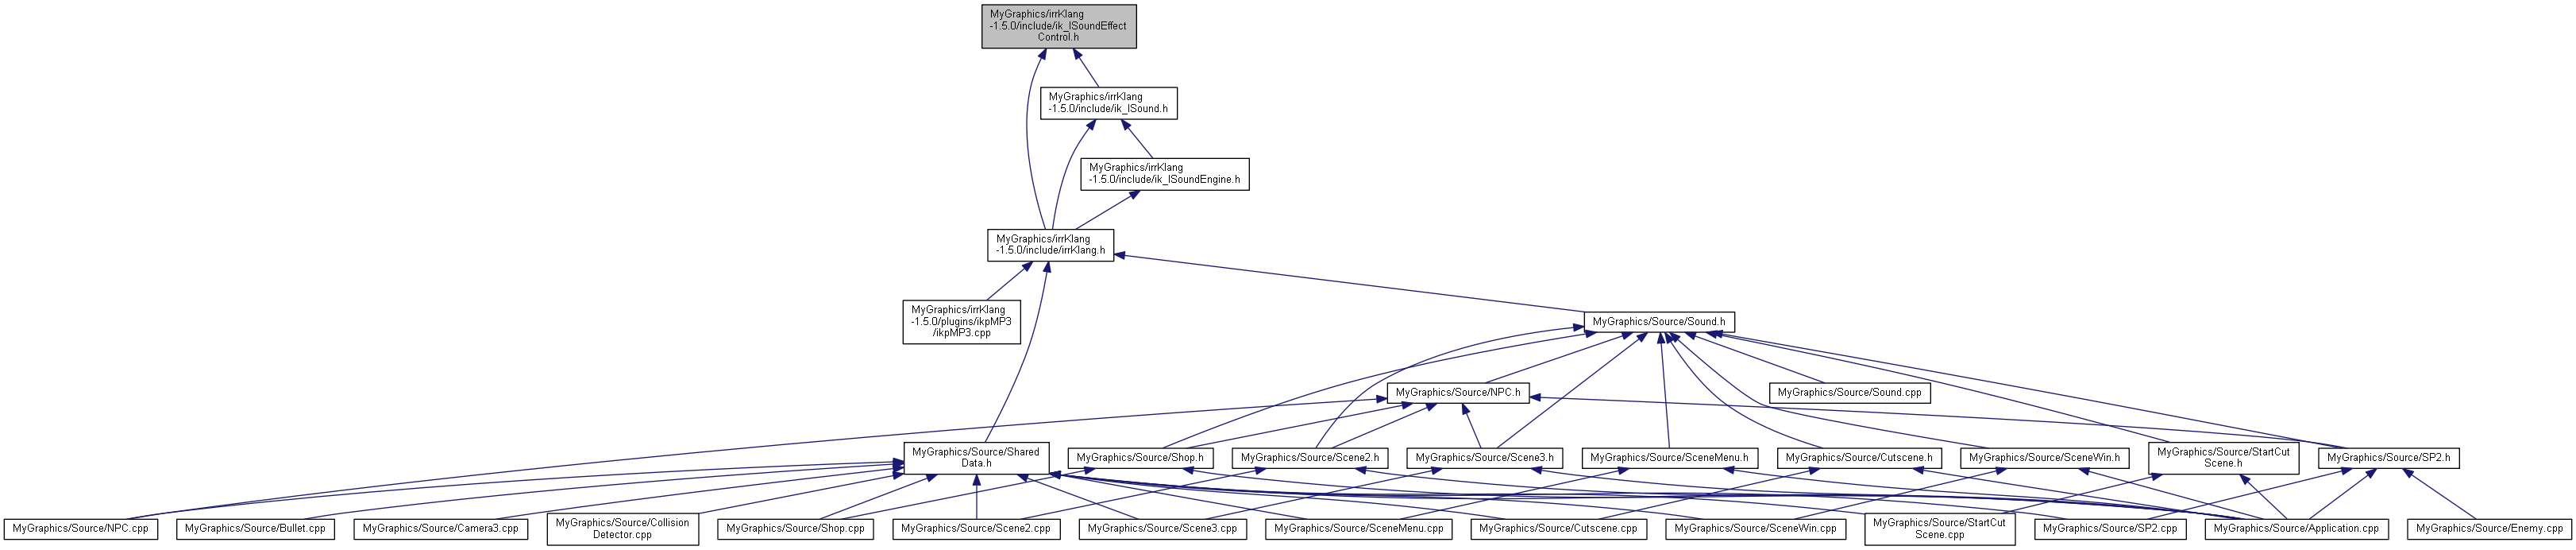 MyGraphics/irrKlang
-1.5.0/include/ik_ISoundEffect
Control.h
MyGraphics/irrKlang
-1.5.0/include/ik_ISound.h
MyGraphics/irrKlang
-1.5.0/include/ik_ISoundEngine.h
MyGraphics/irrKlang
-1.5.0/include/irrKlang.h
MyGraphics/irrKlang
-1.5.0/plugins/ikpMP3
/ikpMP3.cpp
MyGraphics/Source/Sound.h
MyGraphics/Source/NPC.h
MyGraphics/Source/Sound.cpp
MyGraphics/Source/Shared
Data.h
MyGraphics/Source/Shop.h
MyGraphics/Source/Scene2.h
MyGraphics/Source/Scene3.h
MyGraphics/Source/SceneMenu.h
MyGraphics/Source/Cutscene.h
MyGraphics/Source/SceneWin.h
MyGraphics/Source/StartCut
Scene.h
MyGraphics/Source/SP2.h
MyGraphics/Source/NPC.cpp
MyGraphics/Source/Bullet.cpp
MyGraphics/Source/Camera3.cpp
MyGraphics/Source/Collision
Detector.cpp
MyGraphics/Source/Shop.cpp
MyGraphics/Source/Scene2.cpp
MyGraphics/Source/Scene3.cpp
MyGraphics/Source/SceneMenu.cpp
MyGraphics/Source/Cutscene.cpp
MyGraphics/Source/SceneWin.cpp
MyGraphics/Source/StartCut
Scene.cpp
MyGraphics/Source/SP2.cpp
MyGraphics/Source/Application.cpp
MyGraphics/Source/Enemy.cpp